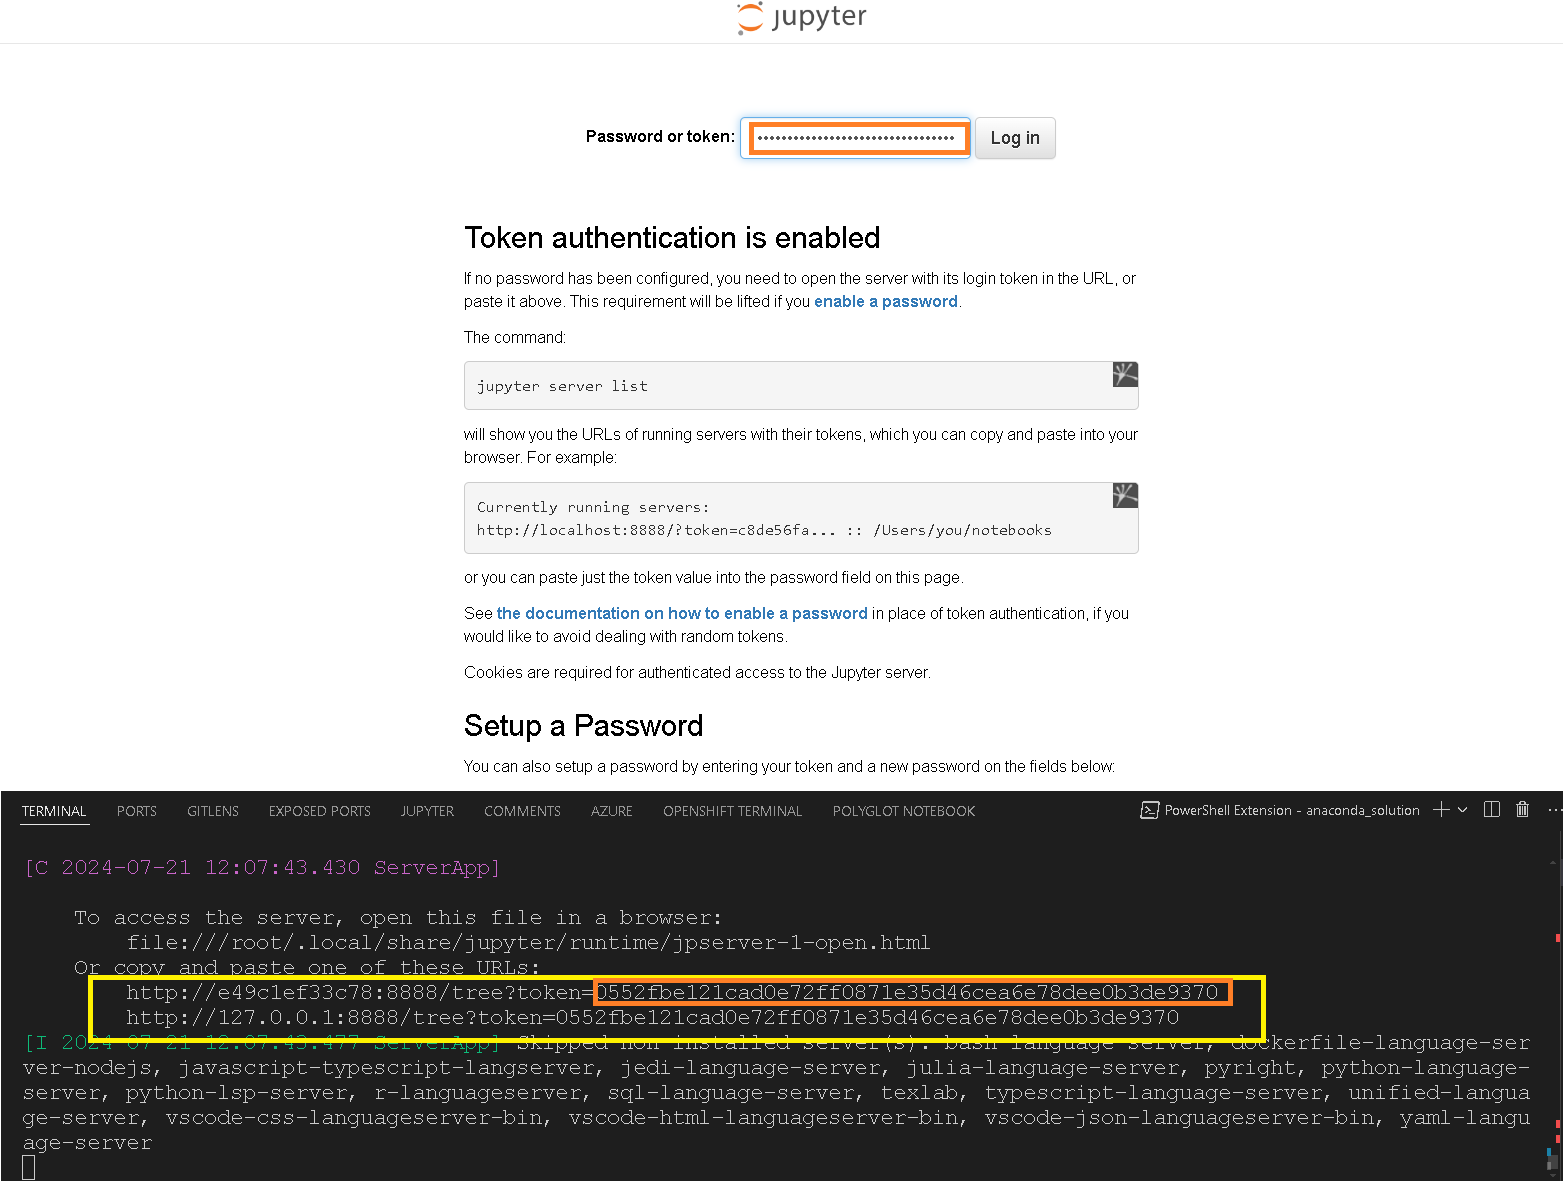 jupyter
Password or token: •••••••••••••••••••••••••••••••• Log in
Token authentication is enabled
If no password has been configured, you need to open the server with its login token in the URL, or
paste it above. This requirement will be lifted if you enable a password.
The command:
jupyter server list
will show you the URLs of running servers with their tokens, which you can copy and paste into your
browser. For example:
Currently running servers:
http://localhost:8888/?token=c8de56fa... :: /Users/you/notebooks
or you can paste just the token value into the password field on this page.
See the documentation on how to enable a password in place of token authentication, if you
would like to avoid dealing with random tokens.
Cookies are required for authenticated access to the Jupyter server.
Setup a Password
You can also setup a password by entering your token and a new password on the fields below:
TERMINAL PORTS GITLENS EXPOSED PORTS JUPYTER COMMENTS AZURE OPENSHIFT TERMINAL POLYGLOT NOTEBOOK PowerShell Extension - anaconda_solution
[C 2024-07-21 12:07:43.430 ServerApp]
To access the server, open this file in a browser:
file:///root/.local/share/jupyter/runtime/jpserver-1-open.html
Or copy and paste one of these URLs:
http://e49c1ef33c78:8888/tree?token=0552fbe121cad0e72ff0871e35d46cea6e78dee0b3de9370
http://127.0.0.1:8888/tree?token=0552fbe121cad0e72ff0871e35d46cea6e78dee0b3de9370
[I 2024-07-21 12:07:43.477 ServerApp] Skipped non-installed server(s): bash-language-server, dockerfile-language-ser
ver-nodejs, javascript-typescript-langserver, jedi-language-server, julia-language-server, pyright, python-language-
server, python-lsp-server, r-languageserver, sql-language-server, texlab, typescript-language-server, unified-langua
ge-server, vscode-css-languageserver-bin, vscode-html-languageserver-bin, vscode-json-languageserver-bin, yaml-langu
age-server